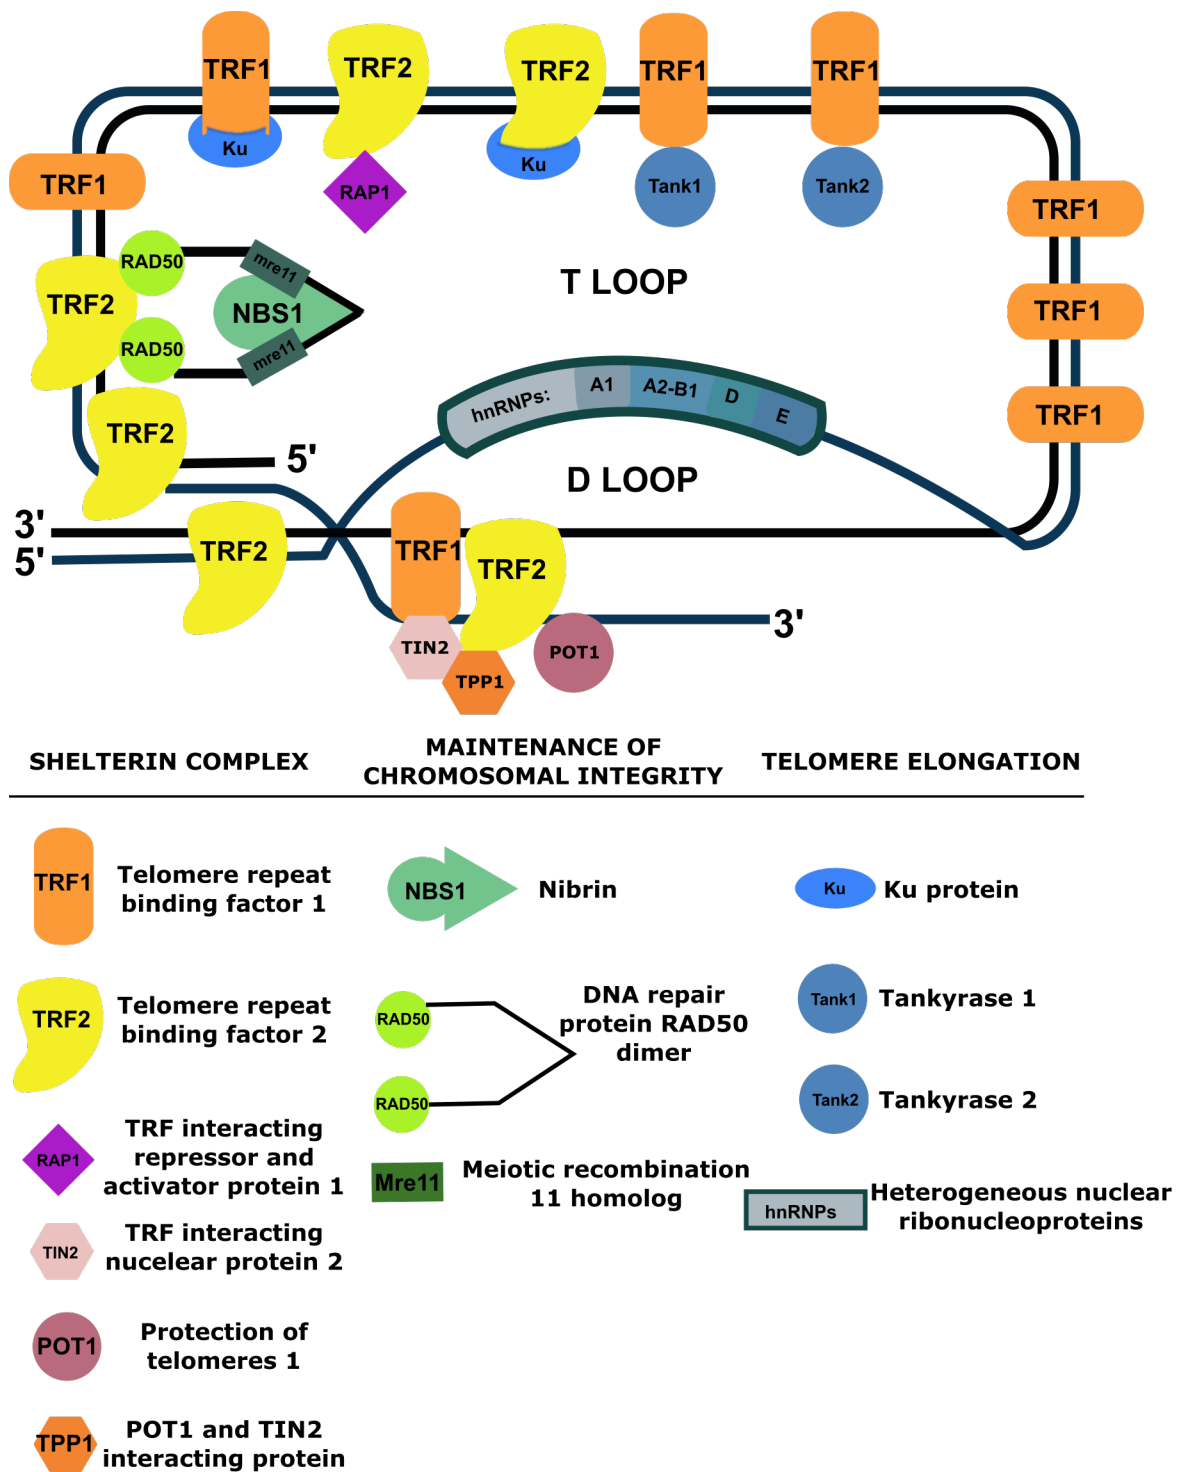 TRF1
TRF2
TRF2
TRF1
TRF1
Ku
Ku
RAP1
Tank1
Tank2
TRF1
TRF1
RAD50
mre11
TRF2
NBS1
T LOOP
TRF1
RAD50
mre11
hnRNPs:
A1
A2-B1
D
E
TRF1
TRF2
5'
D LOOP
3'
5'
TRF2
TRF1
TRF2
3'
TIN2
TPP1
POT1
SHELTERIN COMPLEX
MAINTENANCE OF
CHROMOSOMAL INTEGRITY
TELOMERE ELONGATION
TRF1
Telomere repeat
binding factor 1
NBS1
Nibrin
Ku
Ku protein
TRF2
Telomere repeat
binding factor 2
RAD50
RAD50
DNA repair
protein RAD50
dimer
Tank1
Tankyrase 1
Tank2
Tankyrase 2
RAP1
TRF interacting
repressor and
activator protein 1
Mre11
Meiotic recombination
11 homolog
hnRNPs
Heterogeneous nuclear
ribonucleoproteins
TIN2
TRF interacting
nucelear protein 2
POT1
Protection of
telomeres 1
TPP1
POT1 and TIN2
interacting protein